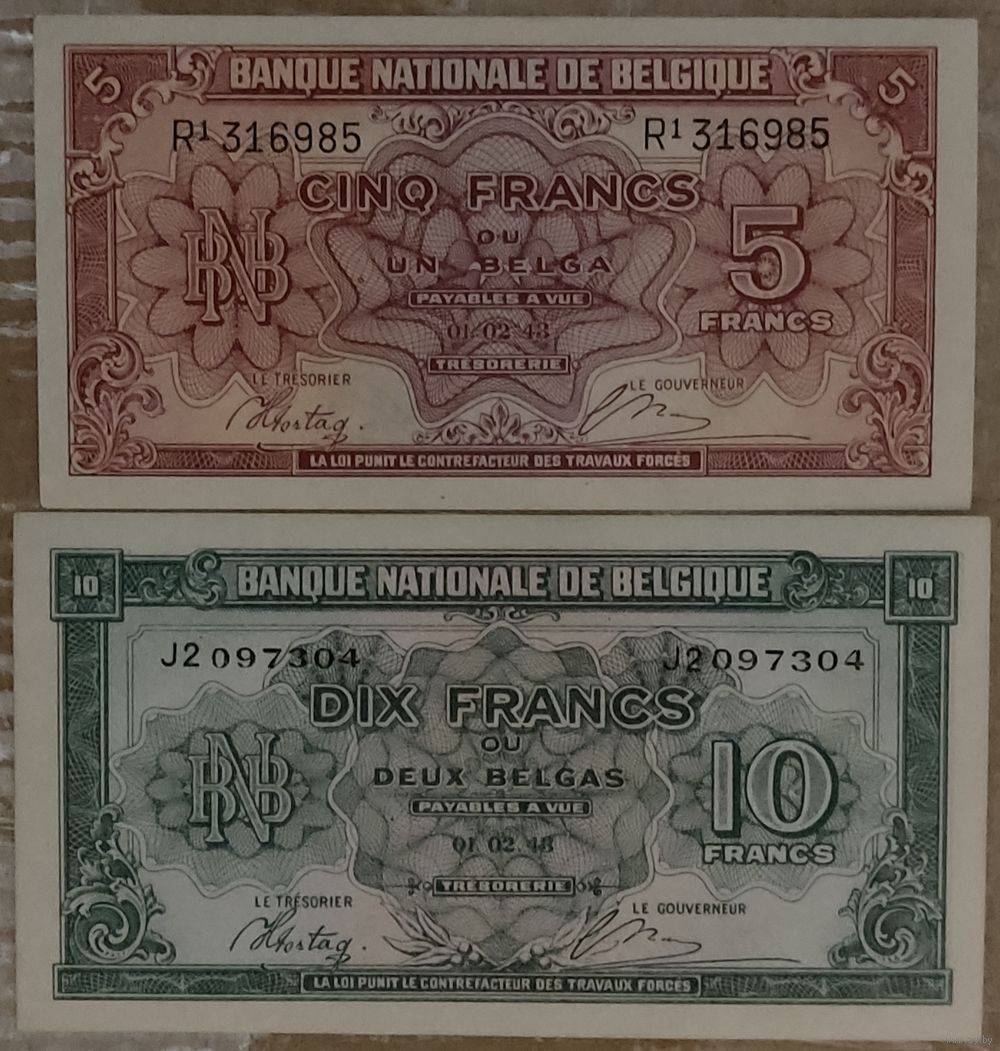 5 BANQUE NATIONALE DE BELGIQUE 5
R1 316985 R1 316985
CINQ FRANCS
OU
UN BELGA
BNB 5
PAYABLES A VUE
FRANCS
01-02-43
TRÉSORERIE
LE TRÉSORIER LE GOUVERNEUR
LA LOI PUNIT LE CONTREFACTEUR DES TRAVAUX FORCÉS
10 BANQUE NATIONALE DE BELGIQUE 10
J2 097304 J2 097304
DIX FRANCS
OU
DEUX BELGAS
BNB 10
PAYABLES A VUE
01.02.43
FRANCS
TRÉSORERIE
LE TRÉSORIER LE GOUVERNEUR
LA LOI PUNIT LE CONTREFACTEUR DES TRAVAUX FORCÉS